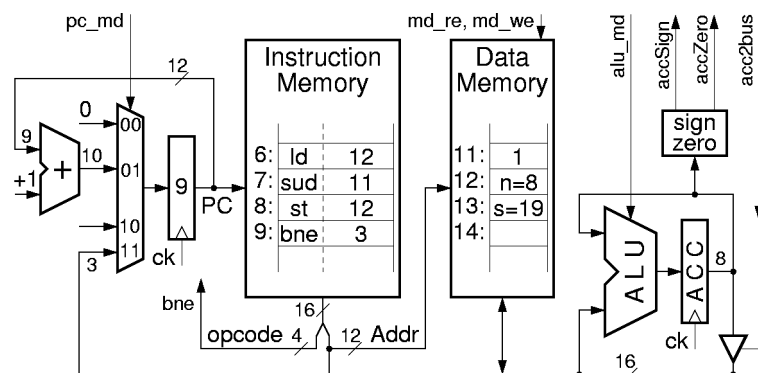 pc_md
md_re, md_we
alu_md
accSign
accZero
acc2bus
Instruction
Memory
Data
Memory
12
0
00
9
10
01
+
+1
10
11
3
9
PC
ck
sign
zero
6: ld 12
7: sud 11
8: st 12
9: bne 3
11: 1
12: n=8
13: s=19
14:
ALU
ACC
8
ck
bne
16
opcode 4
12 Addr
16